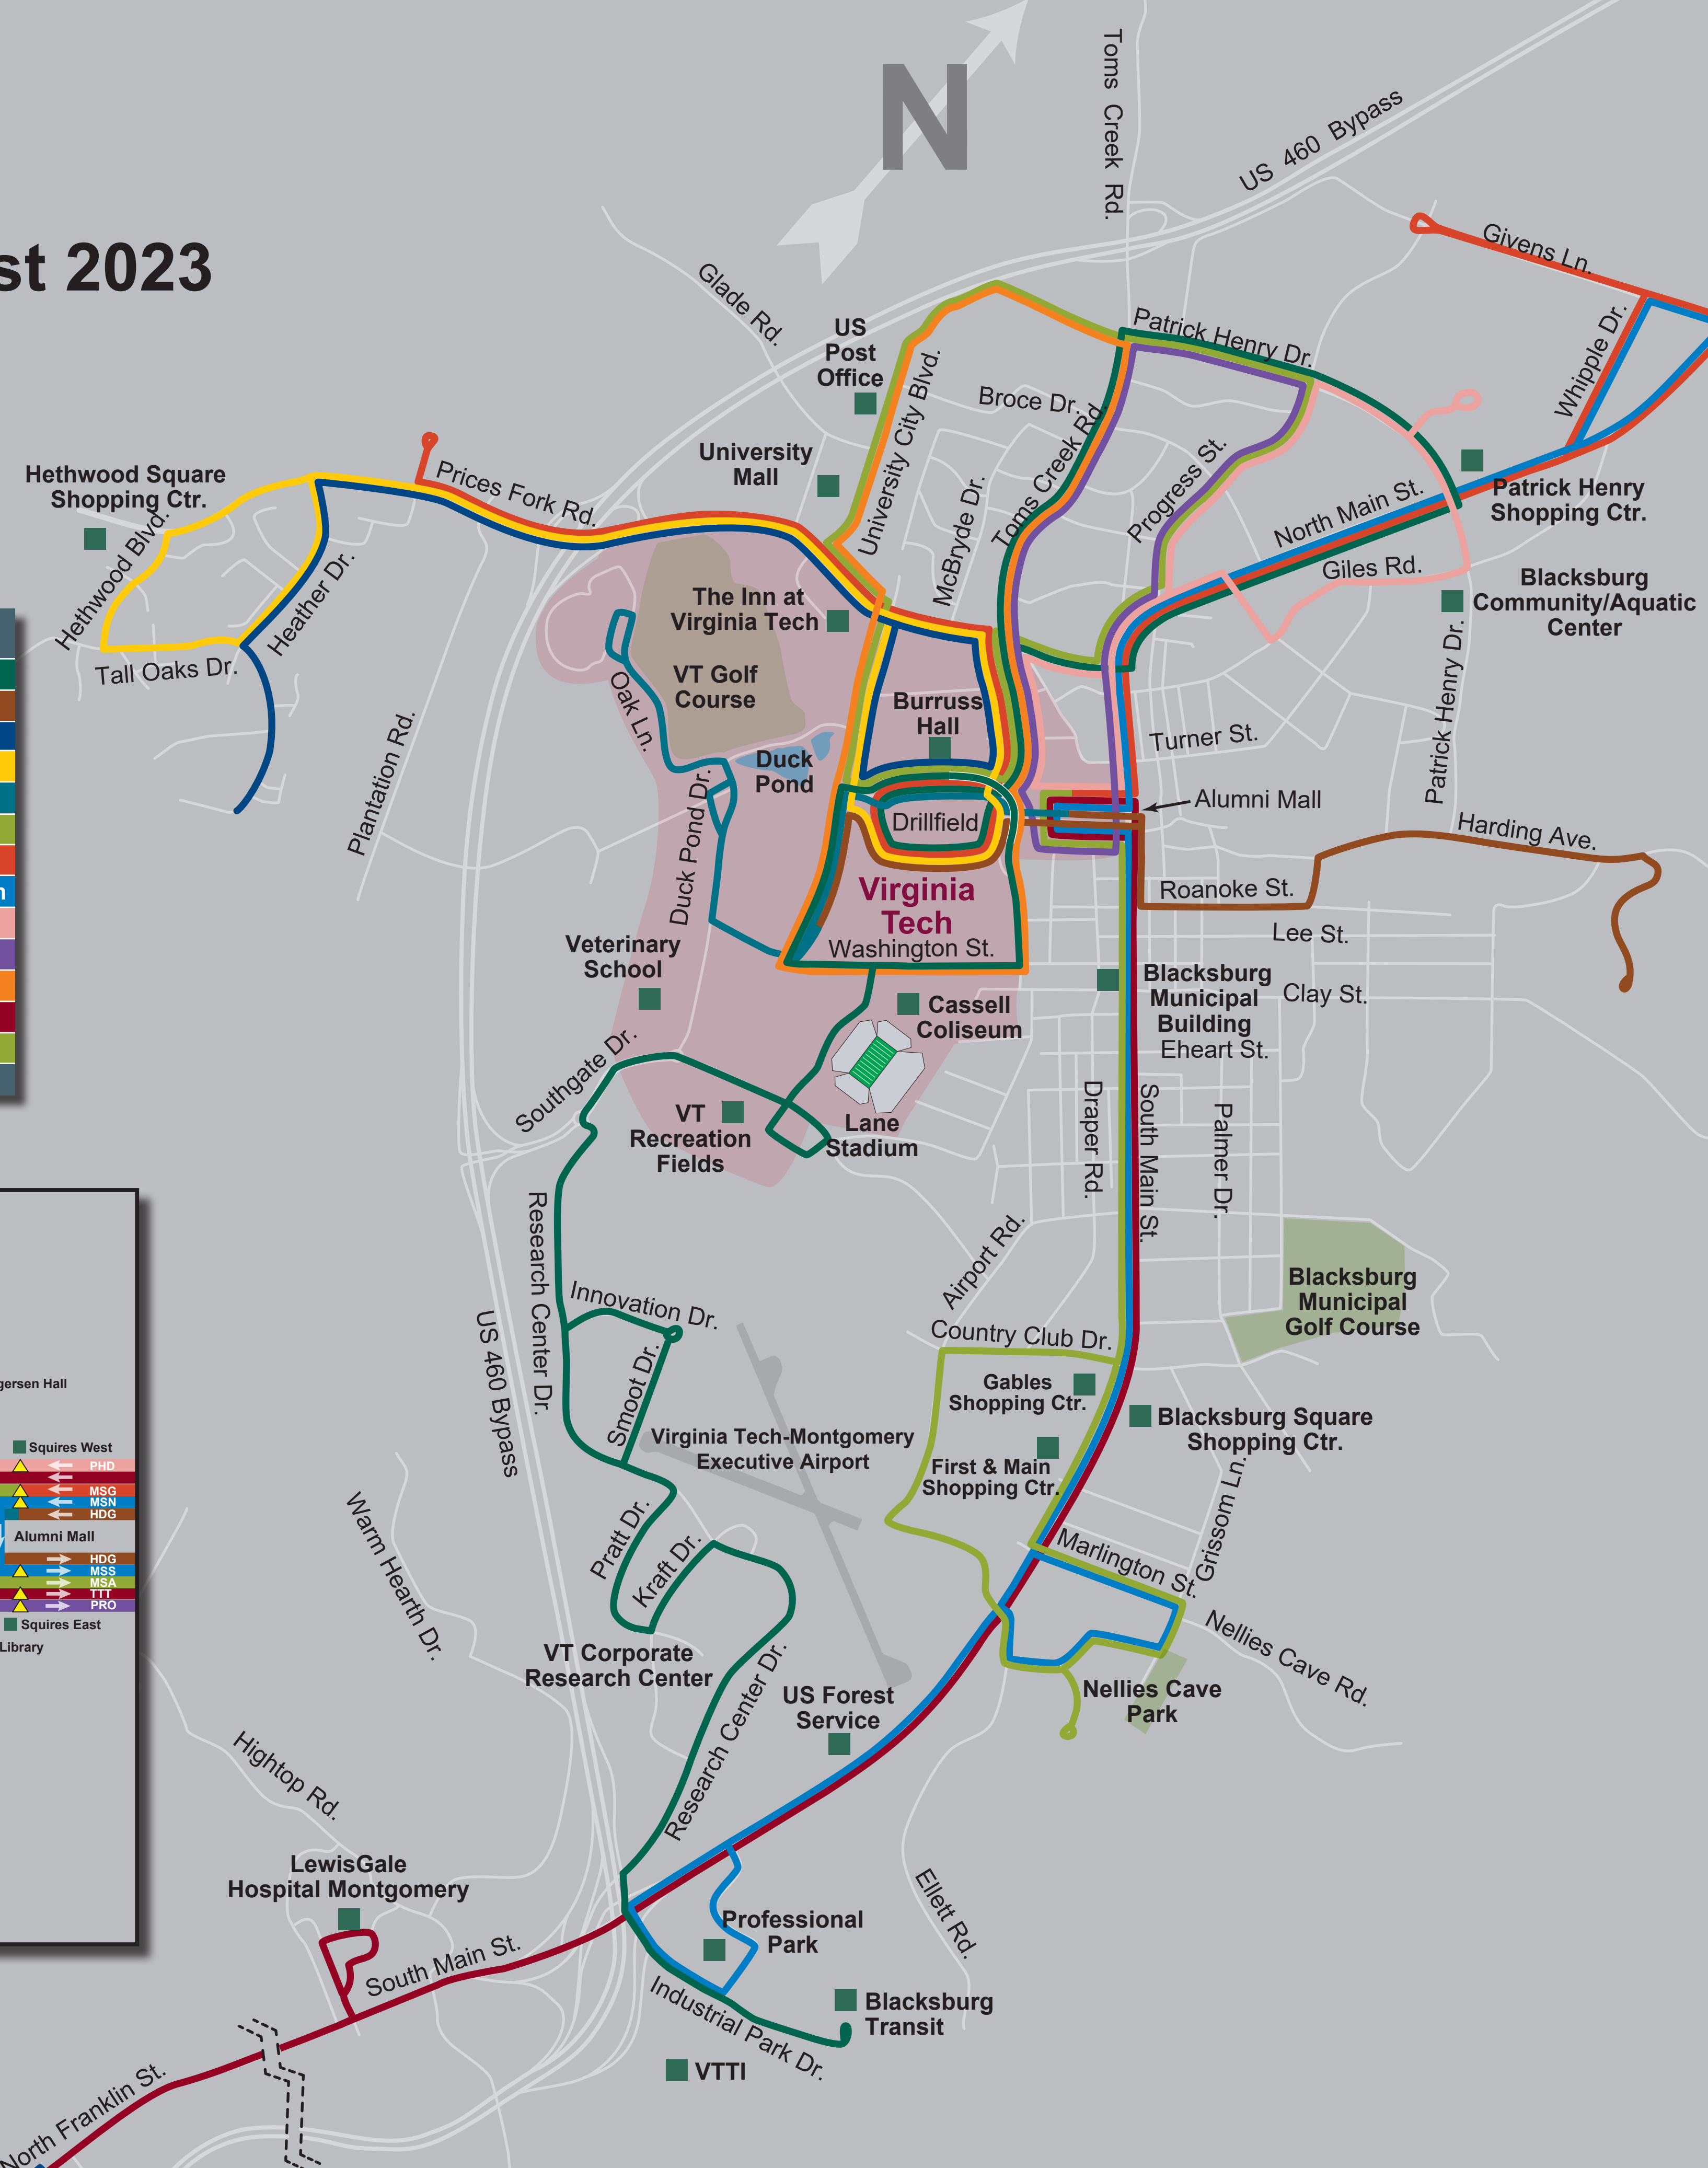 N
Toms Creek Rd.
US 460 Bypass
st 2023
Glade Rd.
Givens Ln.
US
Post
Office
Patrick Henry Dr.
Whipple Dr.
University City Blvd.
Broce Dr.
Toms Creek Rd.
University
Mall
Hethwood Square
Shopping Ctr.
Prices Fork Rd.
McBryde Dr.
Progress St.
North Main St.
Patrick Henry
Shopping Ctr.
Hethwood Blvd.
Heather Dr.
Tall Oaks Dr.
The Inn at
Virginia Tech
Giles Rd.
Blacksburg
Community/Aquatic
Center
VT Golf
Course
Oak Ln.
Burruss
Hall
Patrick Henry Dr.
Plantation Rd.
Duck
Pond
Turner St.
Duck Pond Dr.
Drillfield
Alumni Mall
Harding Ave.
Virginia
Tech
Roanoke St.
Washington St.
Lee St.
Veterinary
School
Cassell
Coliseum
Blacksburg
Municipal
Building
Clay St.
Eheart St.
Southgate Dr.
VT
Recreation
Fields
Lane
Stadium
Draper Rd.
South Main St.
Palmer Dr.
Research Center Dr.
Airport Rd.
Innovation Dr.
US 460 Bypass
Smoot Dr.
Country Club Dr.
Blacksburg
Municipal
Golf Course
Gables
Shopping Ctr.
Blacksburg Square
Shopping Ctr.
Virginia Tech-Montgomery
Executive Airport
First & Main
Shopping Ctr.
Grissom Ln.
Marlington St.
Pratt Dr.
Kraft Dr.
Warm Hearth Dr.
Nellies Cave Rd.
VT Corporate
Research Center
Research Center Dr.
US Forest
Service
Nellies Cave
Park
Hightop Rd.
LewisGale
Hospital Montgomery
Ellett Rd.
Professional
Park
South Main St.
Industrial Park Dr.
Blacksburg
Transit
VTTI
North Franklin St.
n
gersen Hall
Squires West
PHD
MSG
MSN
HDG
Alumni Mall
HDG
MSS
MSA
TTT
PRO
Squires East
Library